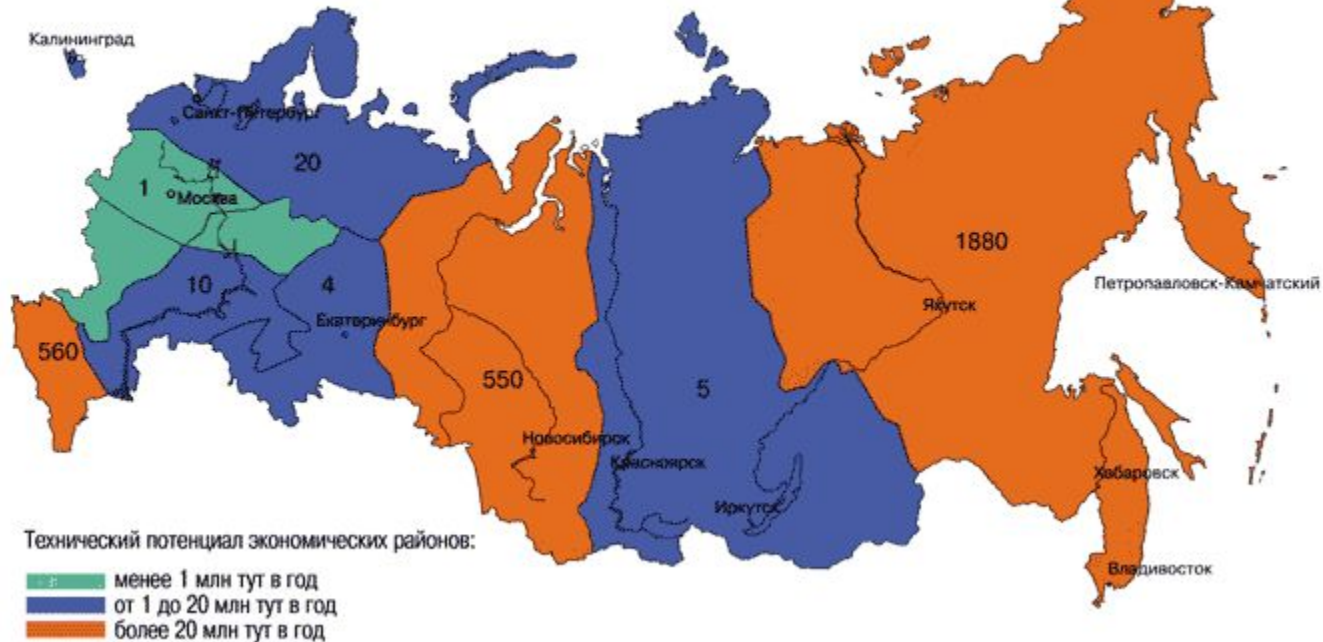 Калининград
Санкт-Петербург
20
1
Москва
1880
10
4
Петропавловск-Камчатский
Якутск
Екатеринбург
560
550
5
Новосибирск
Красноярск
Хабаровск
Иркутск
Владивосток
Технический потенциал экономических районов:
менее 1 млн тут в год
от 1 до 20 млн тут в год
более 20 млн тут в год